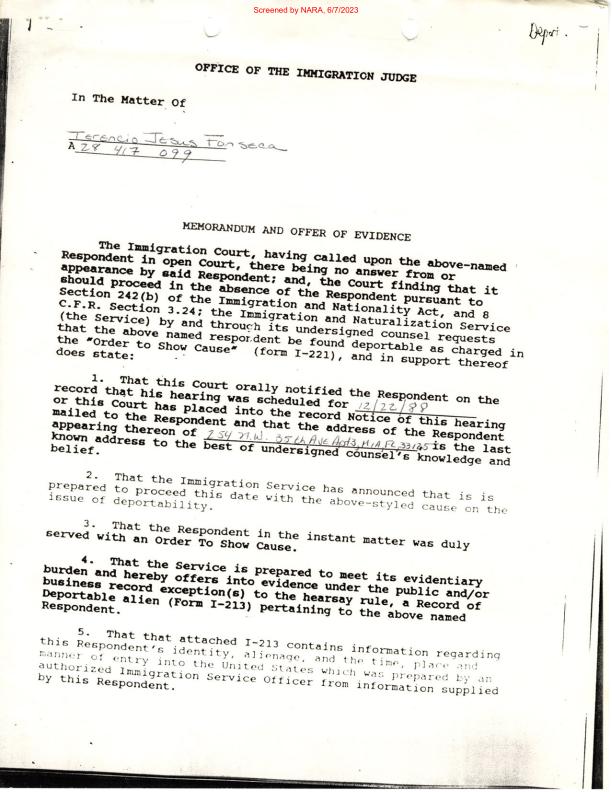 Screened by NARA, 6/7/2023
OFFICE OF THE IMMIGRATION JUDGE
In The Matter Of
Terencio Jesus Fonseca
A 28 417 099
MEMORANDUM AND OFFER OF EVIDENCE
The Immigration Court, having called upon the above-named
Respondent in open Court, there being no answer from or
appearance by said Respondent; and, the Court finding that it
should proceed in the absence of the Respondent pursuant to
Section 242(b) of the Immigration and Nationality Act, and 8
C.F.R. Section 3.24; the Immigration and Naturalization Service
(the Service) by and through its undersigned counsel requests
that the above named respondent be found deportable as charged in
the "Order to Show Cause" (form I-221), and in support thereof
does state:
1. That this Court orally notified the Respondent on the
record that his hearing was scheduled for 12/22/88
or this Court has placed into the record Notice of this hearing
mailed to the Respondent and that the address of the Respondent
appearing thereon of 254 N.W. 35th Ave Apt 3, MIA, FL 33125 is the last
known address to the best of undersigned counsel's knowledge and
belief.
2. That the Immigration Service has announced that is is
prepared to proceed this date with the above-styled cause on the
issue of deportability.
3. That the Respondent in the instant matter was duly
served with an Order To Show Cause.
4. That the Service is prepared to meet its evidentiary
burden and hereby offers into evidence under the public and/or
business record exception(s) to the hearsay rule, a Record of
Deportable alien (Form I-213) pertaining to the above named
Respondent.
5. That that attached I-213 contains information regarding
this Respondent's identity, alienage, and the time, place and
manner of entry into the United States which was prepared by an
authorized Immigration Service Officer from information supplied
by this Respondent.